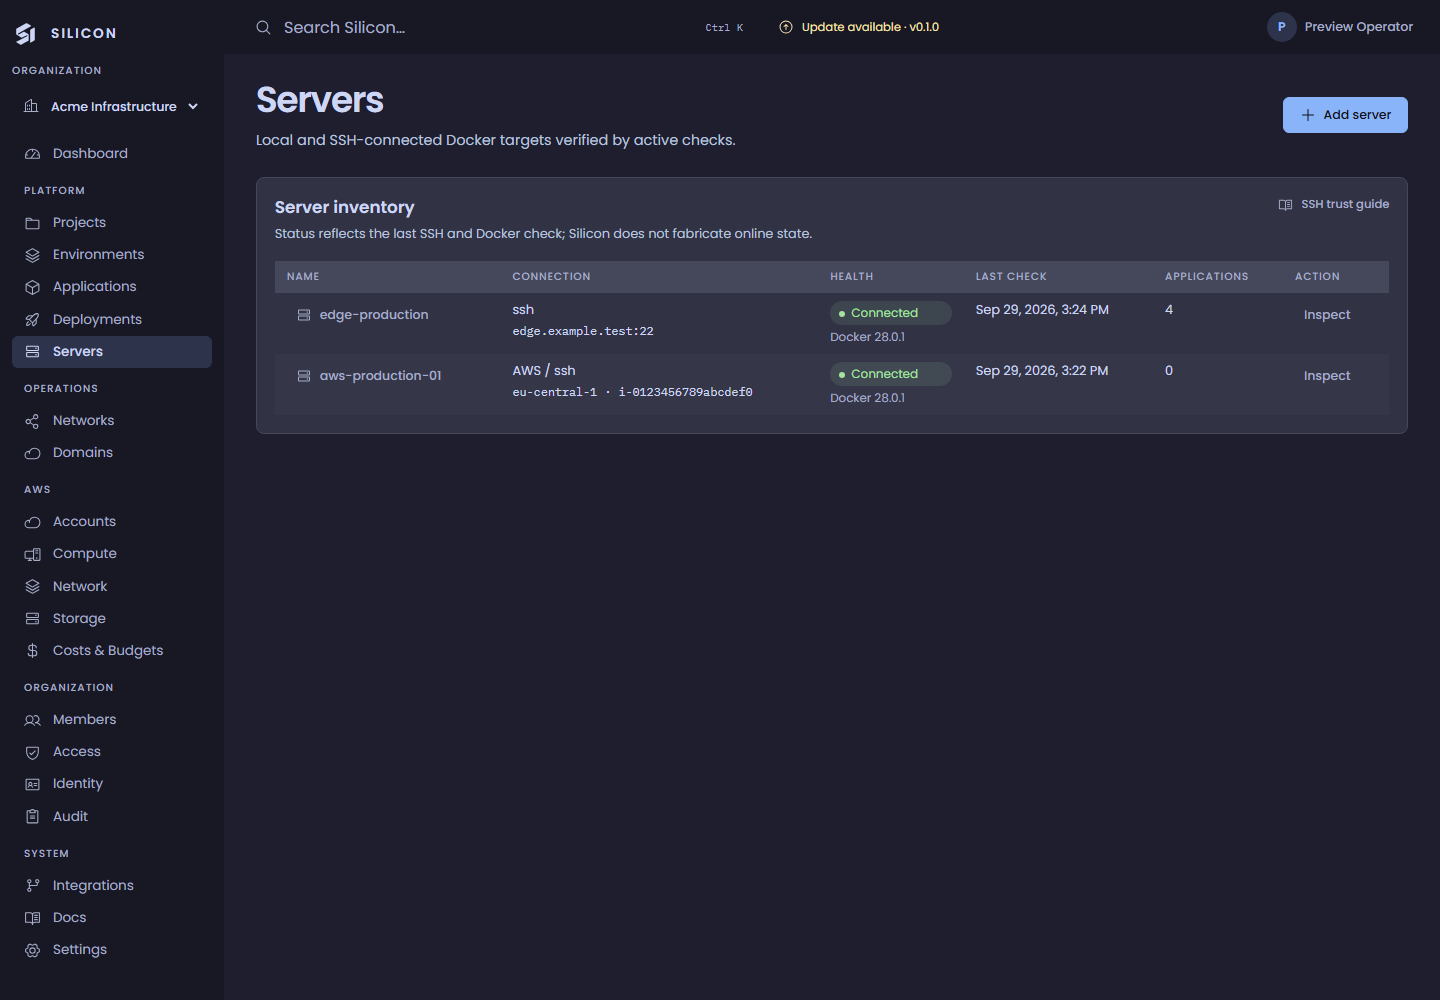 SILICON
ORGANIZATION
Acme Infrastructure
Dashboard
PLATFORM
Projects
Environments
Applications
Deployments
Servers
OPERATIONS
Networks
Domains
AWS
Accounts
Compute
Network
Storage
Costs & Budgets
ORGANIZATION
Members
Access
Identity
Audit
SYSTEM
Integrations
Docs
Settings
Search Silicon... Ctrl K
Update available · v0.1.0
P Preview Operator
Servers
Local and SSH-connected Docker targets verified by active checks.
Add server
Server inventory
SSH trust guide
Status reflects the last SSH and Docker check; Silicon does not fabricate online state.
NAME CONNECTION HEALTH LAST CHECK APPLICATIONS ACTION
edge-production ssh Connected Sep 29, 2026, 3:24 PM 4 Inspect
edge.example.test:22 Docker 28.0.1
aws-production-01 AWS / ssh Connected Sep 29, 2026, 3:22 PM 0 Inspect
eu-central-1 · i-0123456789abcdef0 Docker 28.0.1